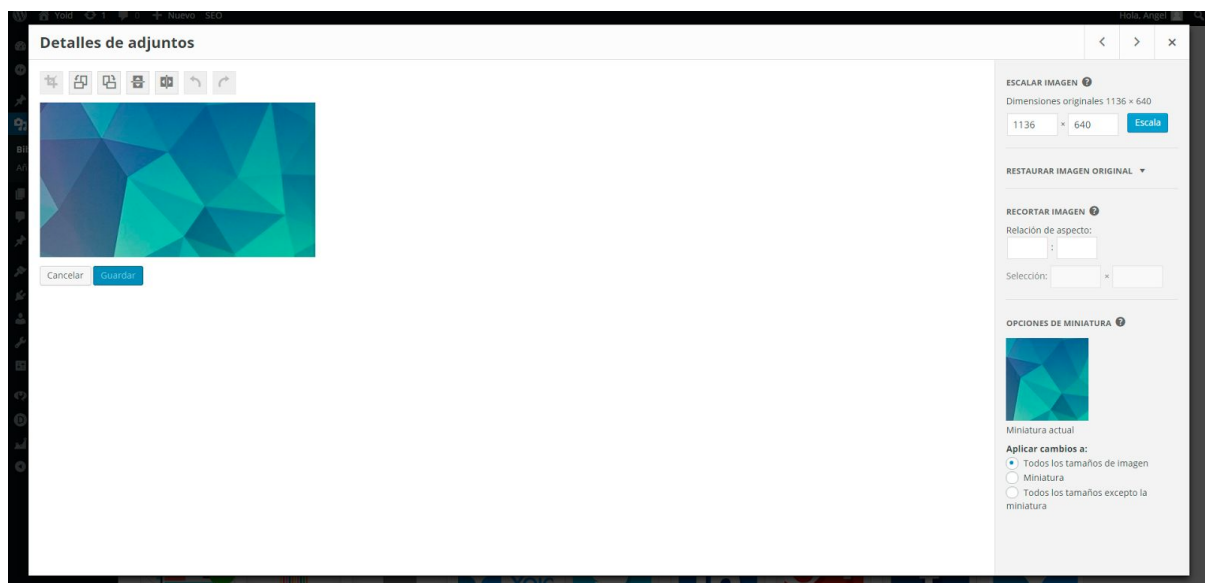 Yold 1 0 + Nuevo SEO Hola, Angel
Detalles de adjuntos
ESCALAR IMAGEN
Dimensiones originales 1136 × 640
1136 × 640 Escala
RESTAURAR IMAGEN ORIGINAL
RECORTAR IMAGEN
Relación de aspecto:
:
Selección: ×
Cancelar Guardar
OPCIONES DE MINIATURA
Miniatura actual
Aplicar cambios a:
Todos los tamaños de imagen
Miniatura
Todos los tamaños excepto la
miniatura